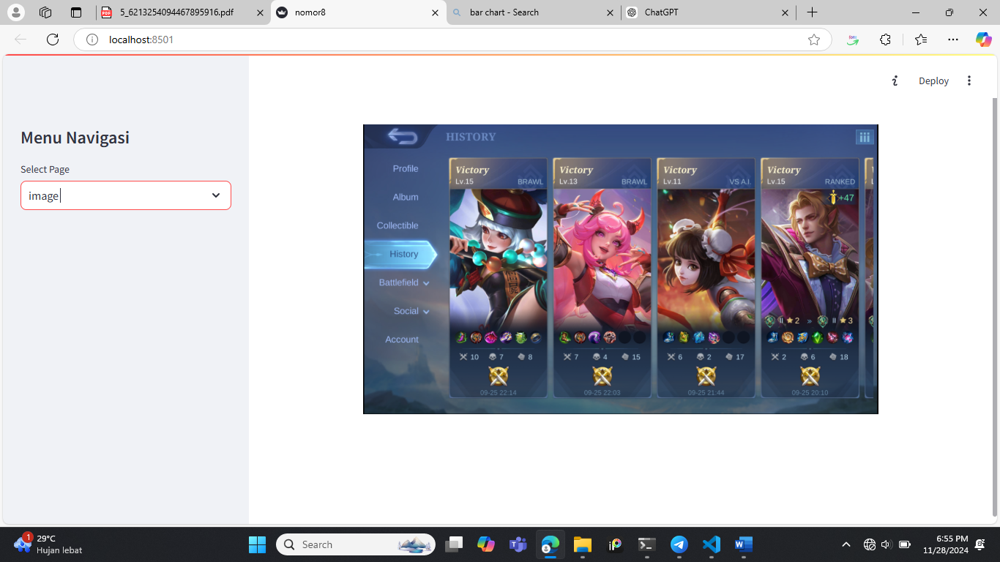 5_6213254094467895916.pdf
nomor8
bar chart - Search
ChatGPT
localhost:8501
Deploy
Menu Navigasi
Select Page
image
HISTORY
Profile
Album
Collectible
History
Battlefield
Social
Account
Victory
Lv.15 BRAWL
10 7 8
09-25 22:14
Victory
Lv.13 BRAWL
7 4 15
09-25 22:03
Victory
Lv.11 VS A.I.
6 2 17
09-25 21:44
Victory
Lv.15 RANKED
+47
II 2 » II 3
2 6 18
09-25 20:10
1
29°C
Hujan lebat
Search
6:55 PM
11/28/2024